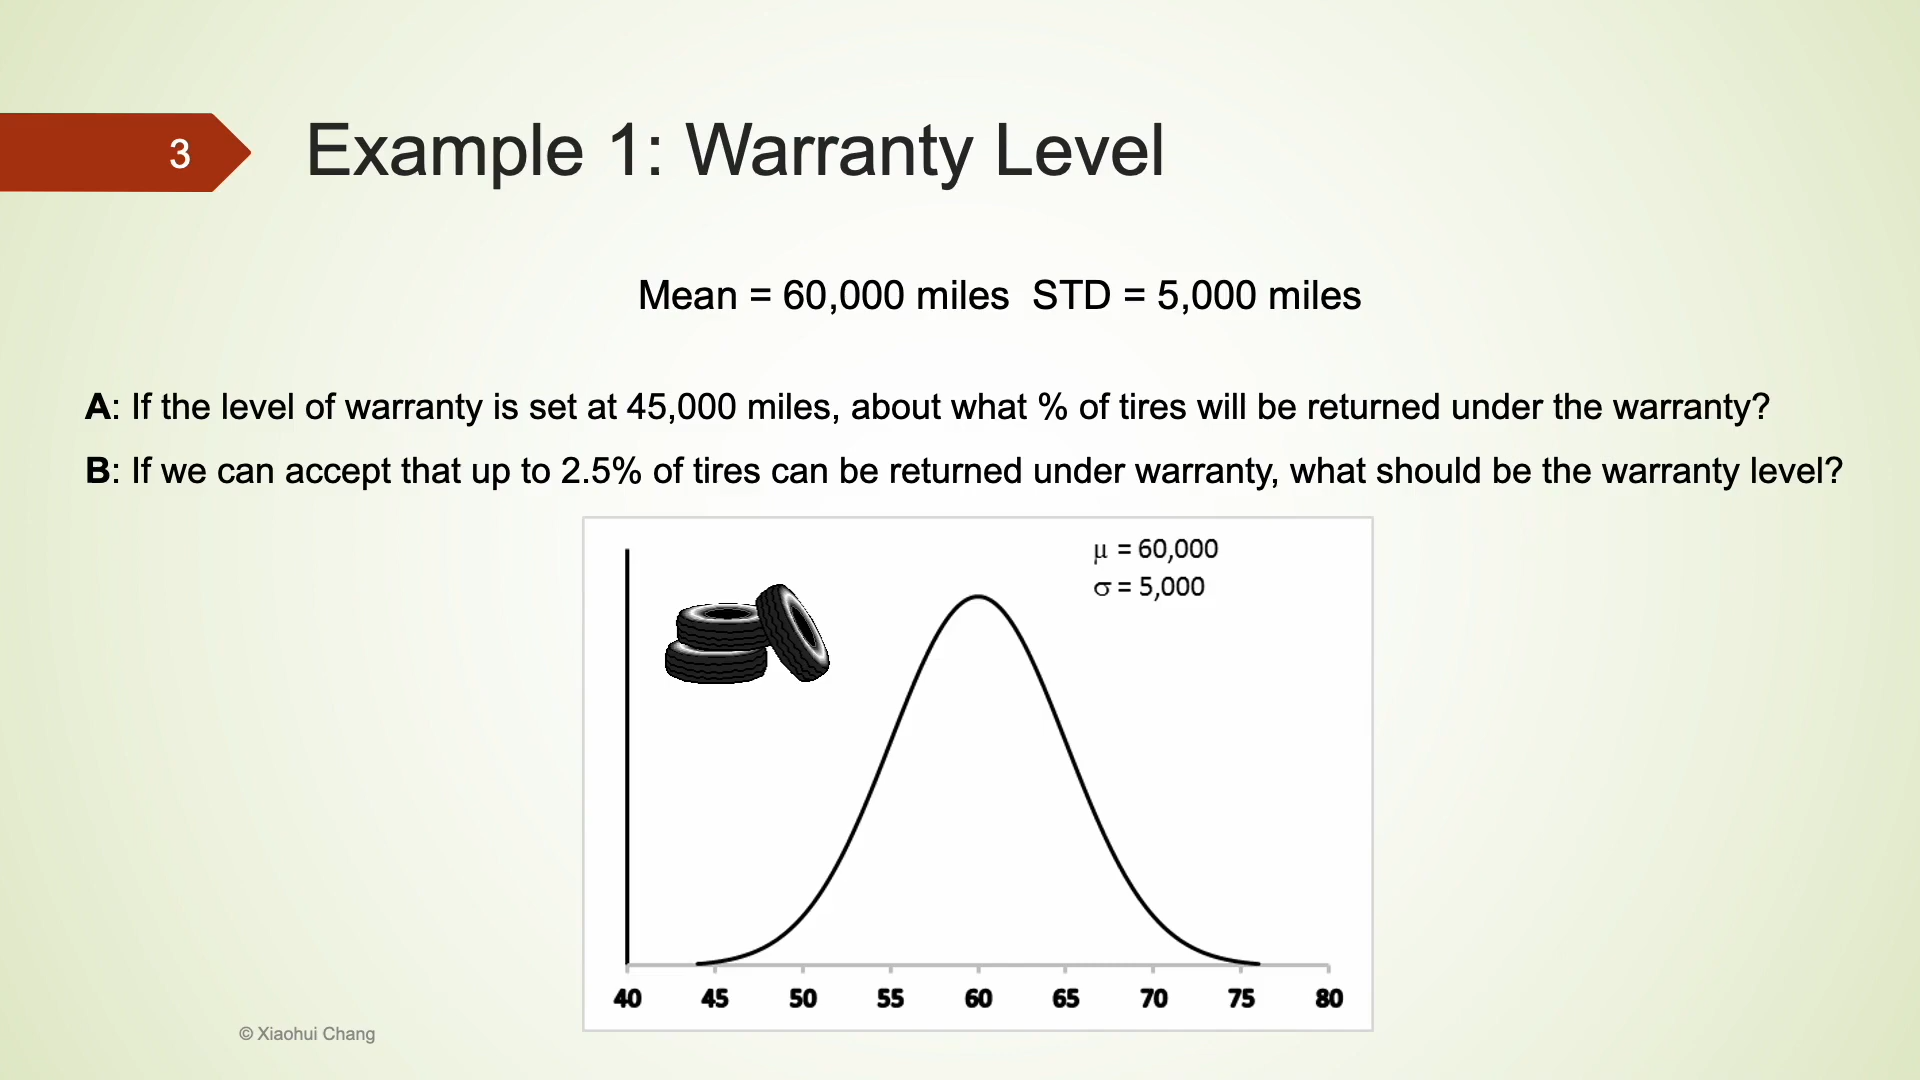 3
Example 1: Warranty Level
Mean = 60,000 miles  STD = 5,000 miles
A: If the level of warranty is set at 45,000 miles, about what % of tires will be returned under the warranty?
B: If we can accept that up to 2.5% of tires can be returned under warranty, what should be the warranty level?
μ = 60,000
σ = 5,000
40 45 50 55 60 65 70 75 80
© Xiaohui Chang